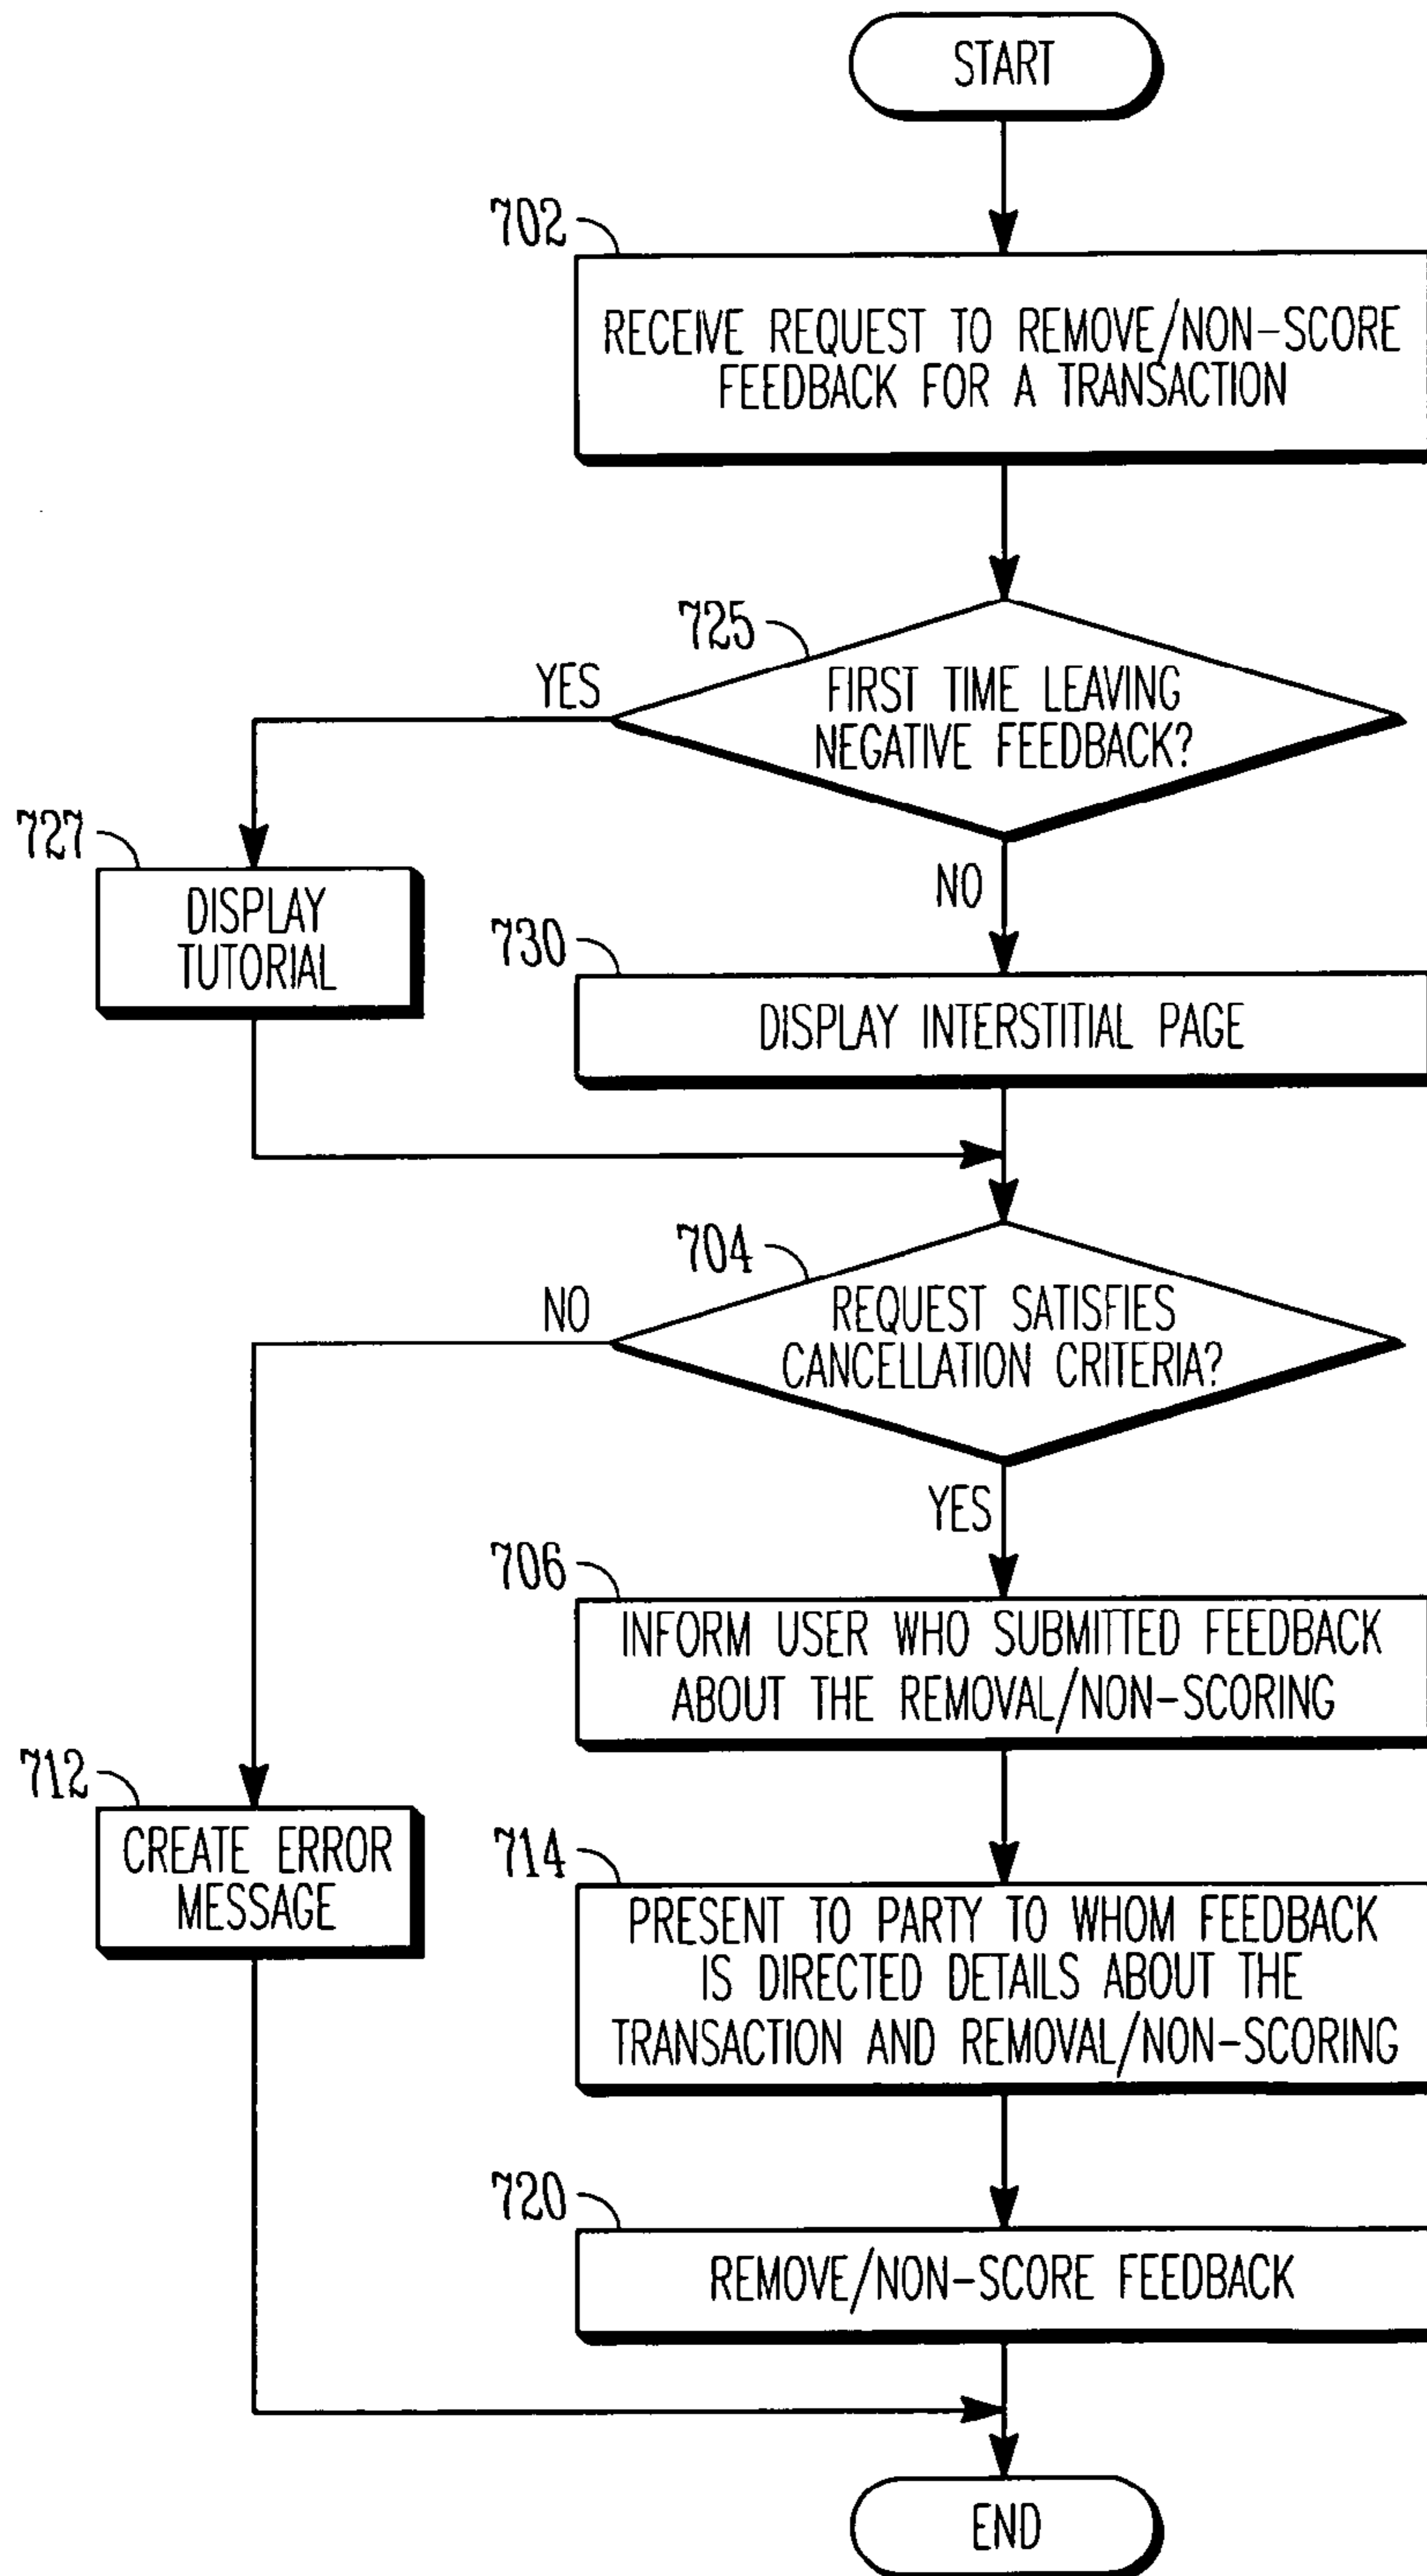 START
702
RECEIVE REQUEST TO REMOVE/NON-SCORE
FEEDBACK FOR A TRANSACTION
725
YES
FIRST TIME LEAVING
NEGATIVE FEEDBACK?
727
DISPLAY
TUTORIAL
NO
730
DISPLAY INTERSTITIAL PAGE
704
NO
REQUEST SATISFIES
CANCELLATION CRITERIA?
YES
706
INFORM USER WHO SUBMITTED FEEDBACK
ABOUT THE REMOVAL/NON-SCORING
712
CREATE ERROR
MESSAGE
714
PRESENT TO PARTY TO WHOM FEEDBACK
IS DIRECTED DETAILS ABOUT THE
TRANSACTION AND REMOVAL/NON-SCORING
720
REMOVE/NON-SCORE FEEDBACK
END